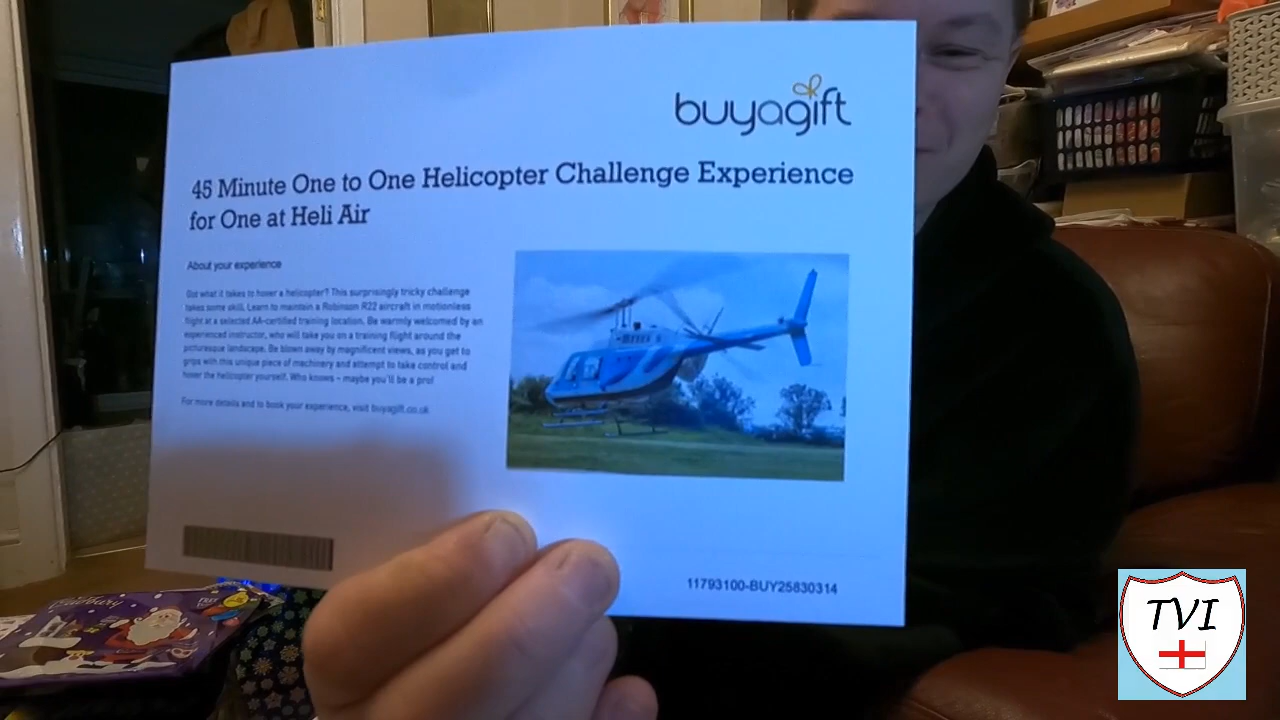 buyagift
45 Minute One to One Helicopter Challenge Experience
for One at Heli Air
About your experience
Got what it takes to hover a helicopter? This surprisingly tricky challenge
takes some skill. Learn to maintain a Robinson R22 aircraft in motionless
flight at a selected AA-certified training location. Be warmly welcomed by an
experienced instructor, who will take you on a training flight around the
picturesque landscape. Be blown away by magnificent views, as you get to
grips with this unique piece of machinery and attempt to take control and
hover the helicopter yourself. Who knows – maybe you'll be a pro!
For more details and to book your experience, visit buyagift.co.uk
11793100-BUY25830314
Cadbury
TVI